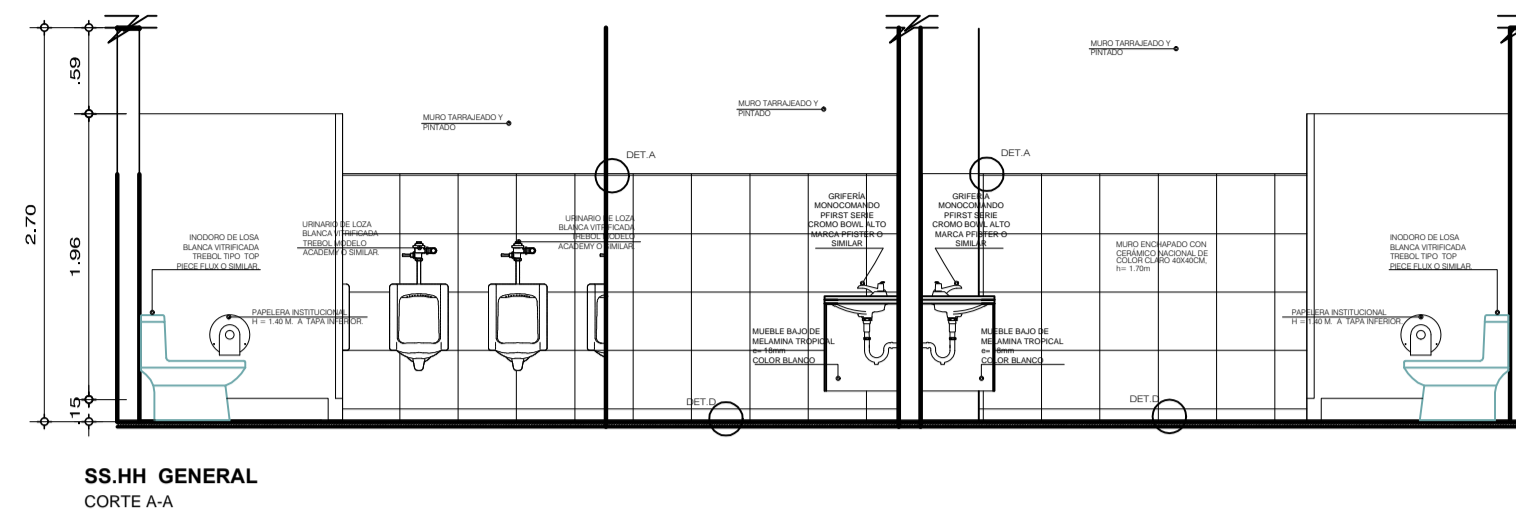 .59
1.96
2.70
.15
MURO TARRAJEADO Y
PINTADO
MURO TARRAJEADO Y
PINTADO
MURO TARRAJEADO Y
PINTADO
DET.A
DET.A
INODORO DE LOSA
BLANCA VITRIFICADA
TREBOL TIPO TOP
PIECE FLUX O SIMILAR.
URINARIO DE LOZA
BLANCA VITRIFICADA
TREBOL MODELO
ACADEMY O SIMILAR.
URINARIO DE LOZA
BLANCA VITRIFICADA
TREBOL MODELO
ACADEMY O SIMILAR.
GRIFERÍA
MONOCOMANDO
PFIRST SERIE
CROMO BOWL ALTO
MARCA PFISTER O
SIMILAR
GRIFERÍA
MONOCOMANDO
PFIRST SERIE
CROMO BOWL ALTO
MARCA PFISTER O
SIMILAR
MURO ENCHAPADO CON
CERÁMICO NACIONAL DE
COLOR CLARO 40X40CM,
h= 1.70m
INODORO DE LOSA
BLANCA VITRIFICADA
TREBOL TIPO TOP
PIECE FLUX O SIMILAR.
PAPELERA INSTITUCIONAL
H = 1.40 M. A TAPA INFERIOR.
PAPELERA INSTITUCIONAL
H = 1.40 M. A TAPA INFERIOR.
MUEBLE BAJO DE
MELAMINA TROPICAL
e= 18mm
COLOR BLANCO
MUEBLE BAJO DE
MELAMINA TROPICAL
e= 18mm
COLOR BLANCO
DET.D
DET.D
SS.HH GENERAL
CORTE A-A